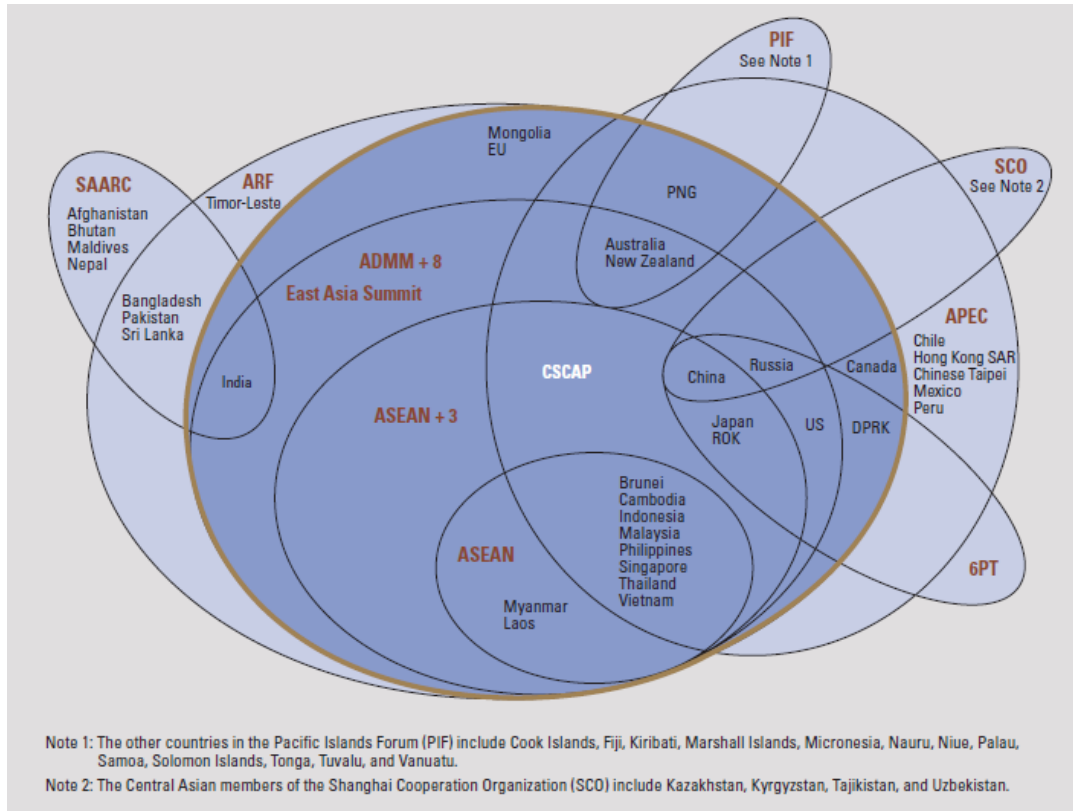 PIF
See Note 1
Mongolia
EU
SCO
See Note 2
SAARC
Afghanistan
Bhutan
Maldives
Nepal
ARF
Timor-Leste
PNG
Australia
New Zealand
ADMM + 8
East Asia Summit
Bangladesh
Pakistan
Sri Lanka
APEC
Chile
Hong Kong SAR
Chinese Taipei
Mexico
Peru
India
CSCAP
China
Russia
Canada
ASEAN + 3
Japan
ROK
US
DPRK
Brunei
Cambodia
Indonesia
Malaysia
Philippines
Singapore
Thailand
Vietnam
ASEAN
Myanmar
Laos
6PT
Note 1: The other countries in the Pacific Islands Forum (PIF) include Cook Islands, Fiji, Kiribati, Marshall Islands, Micronesia, Nauru, Niue, Palau,
Samoa, Solomon Islands, Tonga, Tuvalu, and Vanuatu.
Note 2: The Central Asian members of the Shanghai Cooperation Organization (SCO) include Kazakhstan, Kyrgyzstan, Tajikistan, and Uzbekistan.